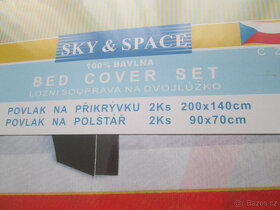 SKY & SPACE
100% BAVLNA
BED COVER SET
LOŽNÍ SOUPRAVA NA DVOJLŮŽKO
POVLAK NA PŘIKRÝVKU 2Ks 200x140cm
POVLAK NA POLŠTÁŘ 2Ks 90x70cm
Bazos.cz